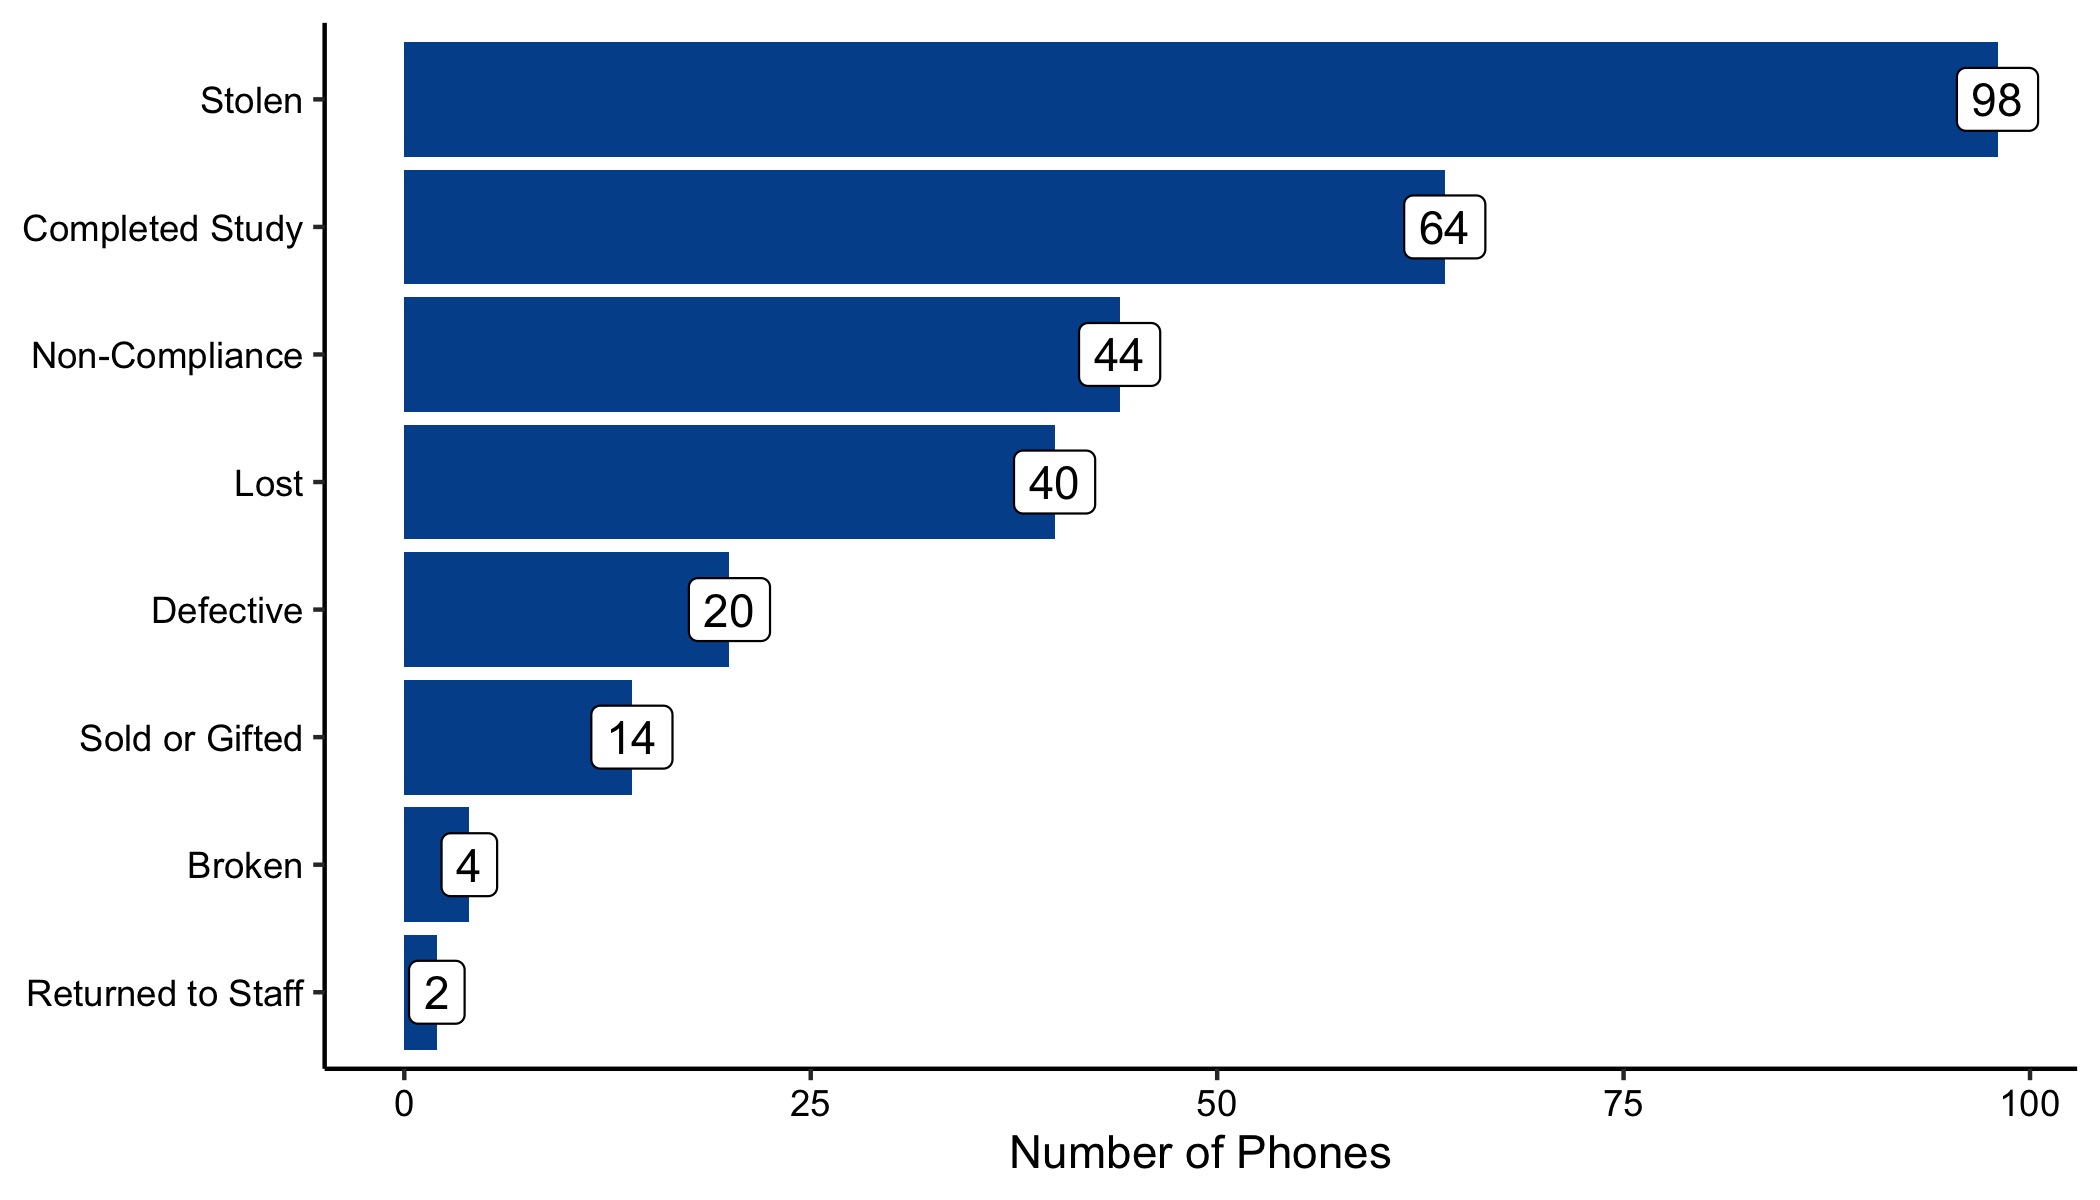 Stolen 98
Completed Study 64
Non-Compliance 44
Lost 40
Defective 20
Sold or Gifted 14
Broken 4
Returned to Staff 2
0 25 50 75 100
Number of Phones